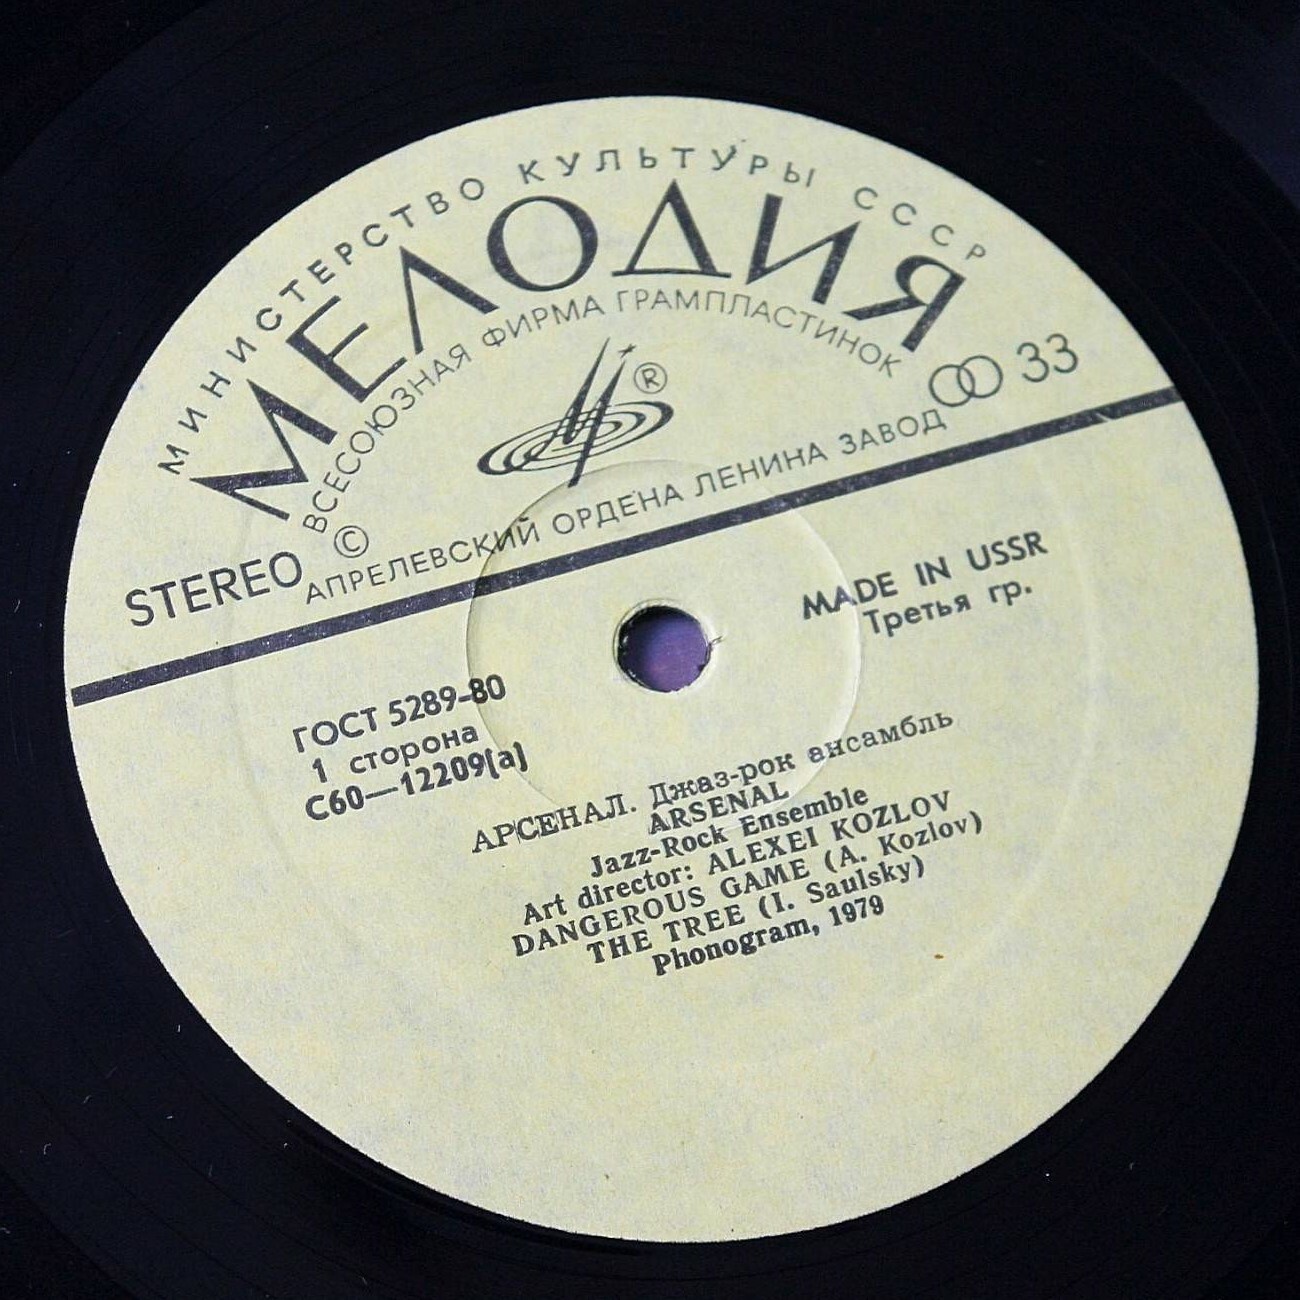 МИНИСТЕРСТВО КУЛЬТУРЫ СССР
МЕЛОДИЯ
ВСЕСОЮЗНАЯ ФИРМА ГРАМПЛАСТИНОК
®
33
©
STEREO
АПРЕЛЕВСКИЙ ОРДЕНА ЛЕНИНА ЗАВОД
MADE IN USSR
Третья гр.
ГОСТ 5289-80
1 сторона
С60—12209(а)
АРСЕНАЛ. Джаз-рок ансамбль
ARSENAL
Jazz-Rock Ensemble
Art director: ALEXEI KOZLOV
DANGEROUS GAME (A. Kozlov)
THE TREE (I. Saulsky)
Phonogram, 1979